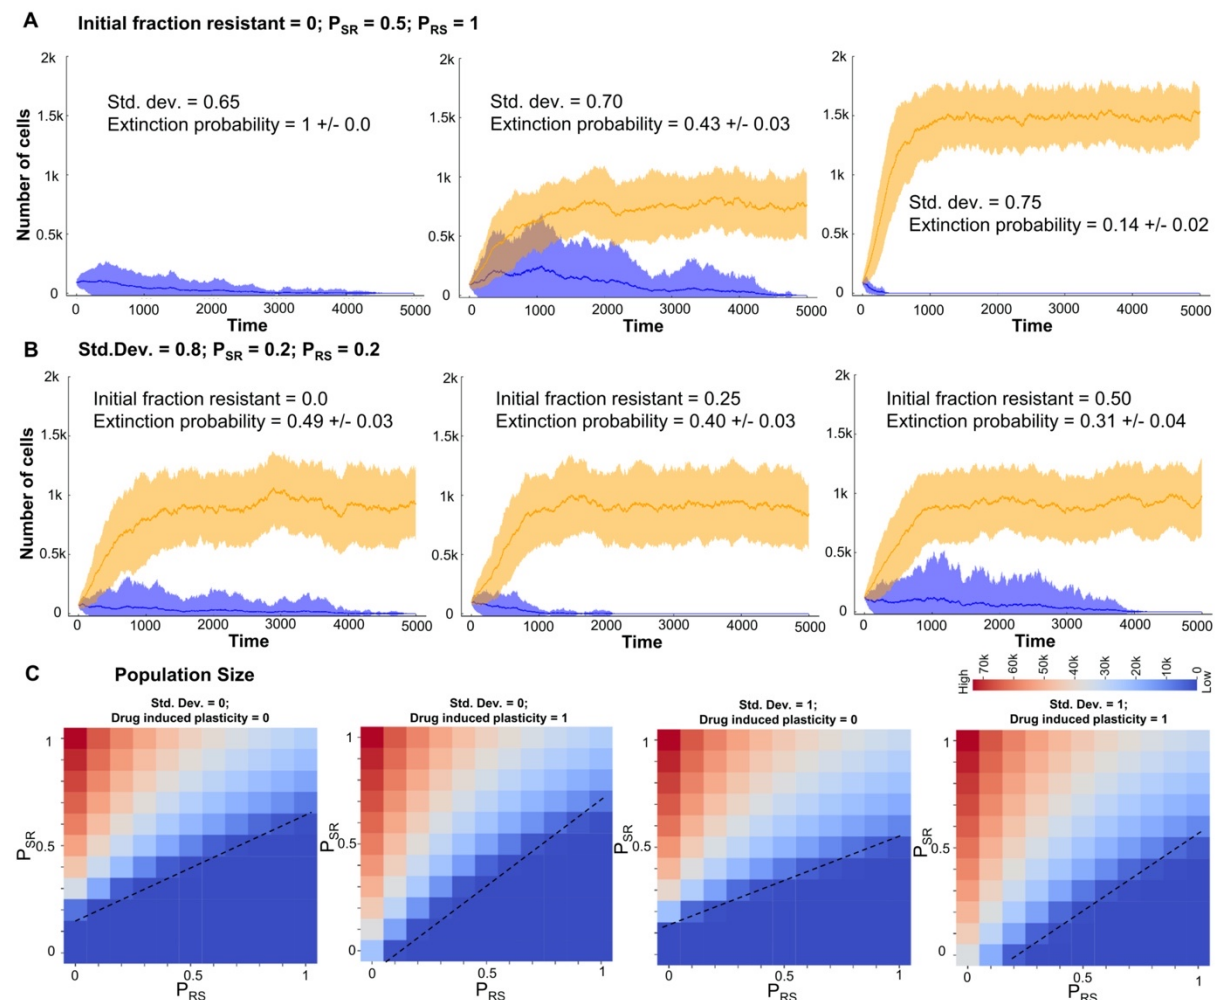 A
Initial fraction resistant = 0; PSR = 0.5; PRS = 1
2k
1.5k
1k
0.5k
0
Number of cells
Std. dev. = 0.65
Extinction probability = 1 +/- 0.0
0 1000 2000 3000 4000 5000
Time
2k
1.5k
1k
0.5k
0
Std. dev. = 0.70
Extinction probability = 0.43 +/- 0.03
0 1000 2000 3000 4000 5000
Time
2k
1.5k
1k
0.5k
0
Std. dev. = 0.75
Extinction probability = 0.14 +/- 0.02
0 1000 2000 3000 4000 5000
Time
B
Std.Dev. = 0.8; PSR = 0.2; PRS = 0.2
2k
1.5k
1k
0.5k
0
Number of cells
Initial fraction resistant = 0.0
Extinction probability = 0.49 +/- 0.03
0 1000 2000 3000 4000 5000
Time
2k
1.5k
1k
0.5k
0
Initial fraction resistant = 0.25
Extinction probability = 0.40 +/- 0.03
0 1000 2000 3000 4000 5000
Time
2k
1.5k
1k
0.5k
0
Initial fraction resistant = 0.50
Extinction probability = 0.31 +/- 0.04
0 1000 2000 3000 4000 5000
Time
C
Population Size
High
70k
60k
-50k
-40k
-30k
-20k
-10k
0
Low
Std. Dev. = 0;
Drug induced plasticity = 0
1
0.5
0
PSR
0 0.5 1
PRS
Std. Dev. = 0;
Drug induced plasticity = 1
1
0.5
0
PSR
0 0.5 1
PRS
Std. Dev. = 1;
Drug induced plasticity = 0
1
0.5
0
PSR
0 0.5 1
PRS
Std. Dev. = 1;
Drug induced plasticity = 1
1
0.5
0
PSR
0 0.5 1
PRS